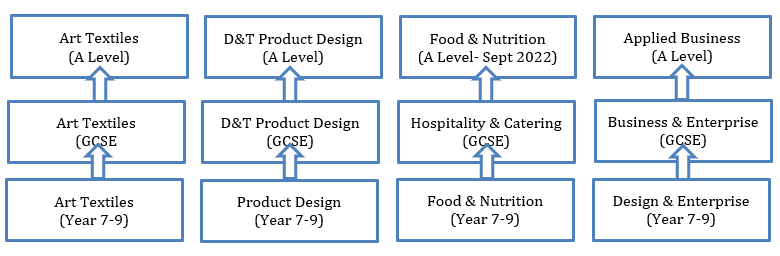 Art Textiles
(A Level)
D&T Product Design
(A Level)
Food & Nutrition
(A Level- Sept 2022)
Applied Business
(A Level)
Art Textiles
(GCSE
D&T Product Design
(GCSE)
Hospitality & Catering
(GCSE)
Business & Enterprise
(GCSE)
Art Textiles
(Year 7-9)
Product Design
(Year 7-9)
Food & Nutrition
(Year 7-9)
Design & Enterprise
(Year 7-9)